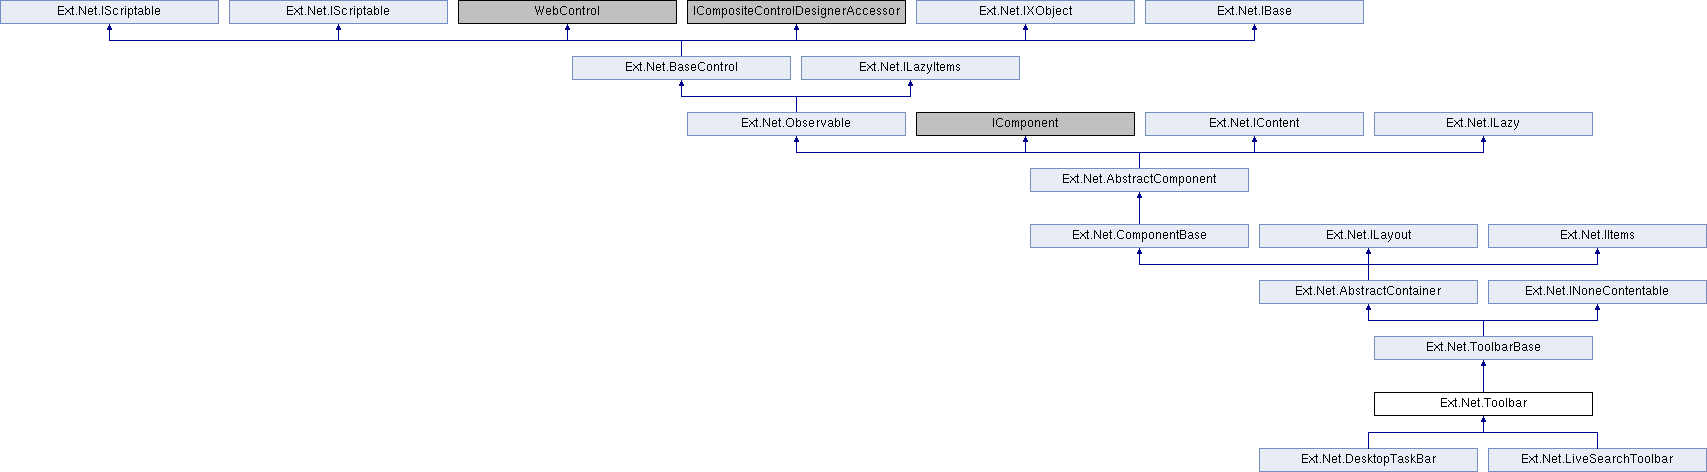 Ext.Net.IScriptable
Ext.Net.IScriptable
WebControl
ICompositeControlDesignerAccessor
Ext.Net.IXObject
Ext.Net.IBase
Ext.Net.BaseControl
Ext.Net.ILazyItems
Ext.Net.Observable
IComponent
Ext.Net.IContent
Ext.Net.ILazy
Ext.Net.AbstractComponent
Ext.Net.ComponentBase
Ext.Net.ILayout
Ext.Net.IItems
Ext.Net.AbstractContainer
Ext.Net.INoneContentable
Ext.Net.ToolbarBase
Ext.Net.Toolbar
Ext.Net.DesktopTaskBar
Ext.Net.LiveSearchToolbar